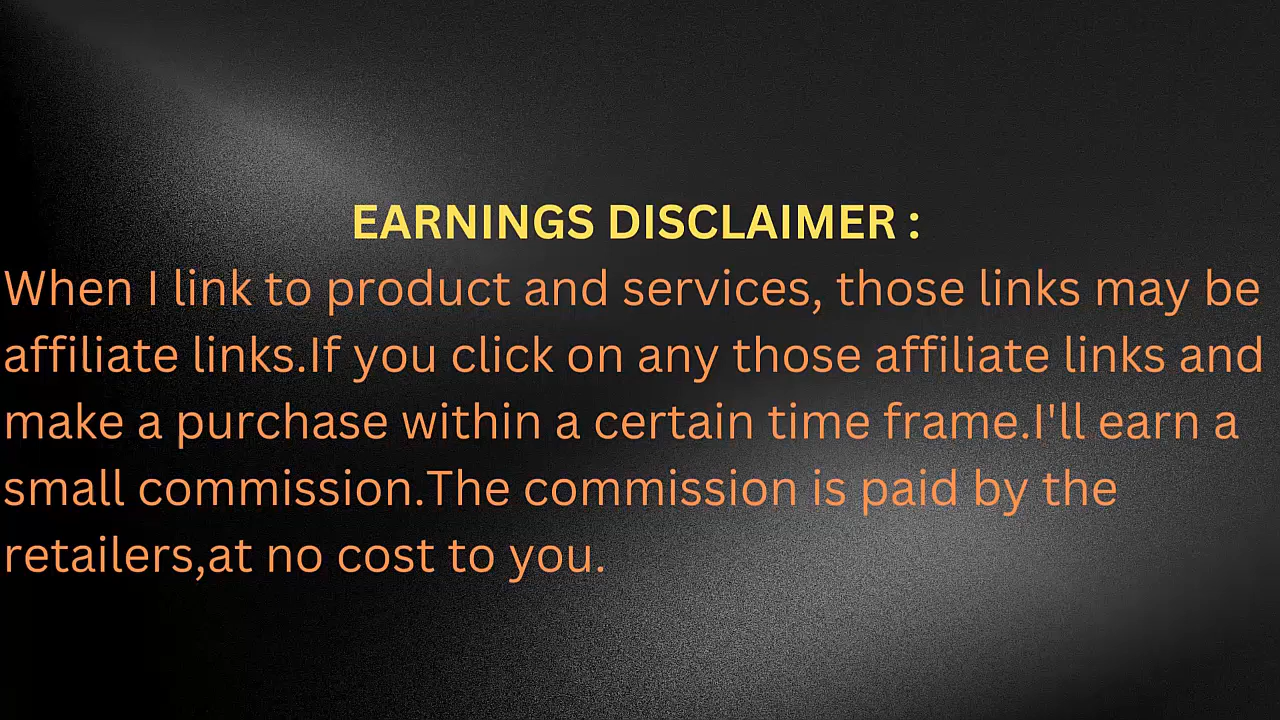 EARNINGS DISCLAIMER :
When I link to product and services, those links may be
affiliate links.If you click on any those affiliate links and
make a purchase within a certain time frame.I'll earn a
small commission.The commission is paid by the
retailers,at no cost to you.